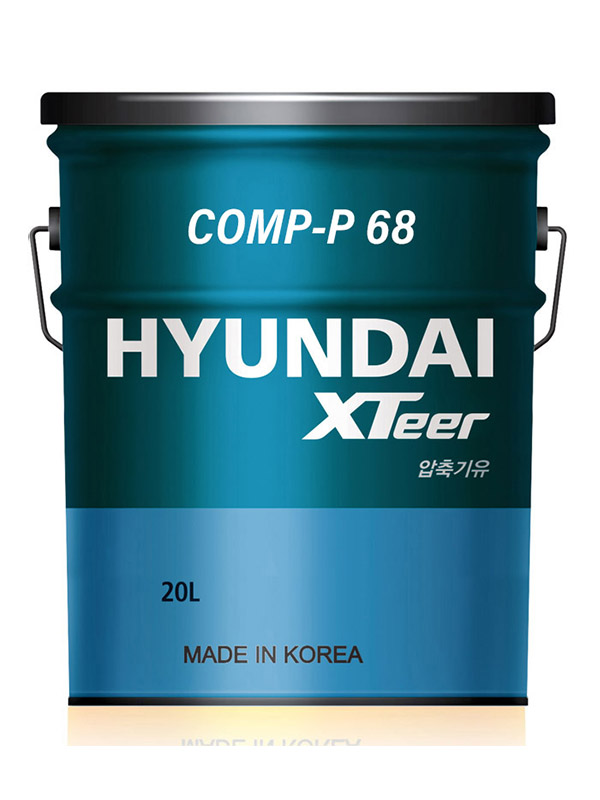 COMP-P 68
HYUNDAI
XTeer
압축기유
20L
MADE IN KOREA